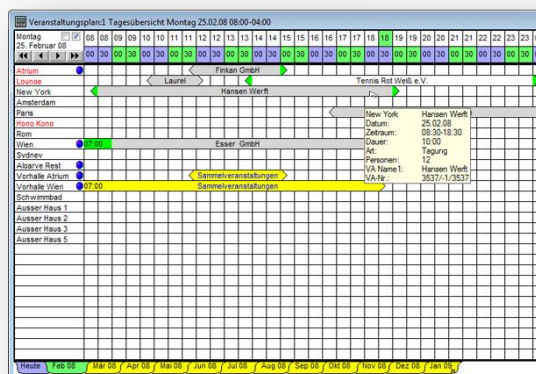 Veranstaltungsplan:1 Tagesübersicht Montag 25.02.08 08:00-04:00
Montag 08 08 09 09 10 10 11 11 12 12 13 13 14 14 15 15 16 16 17 17 18 18 19 19 20 20 21 21 22 22 23 23
25. Februar 08
00 30 00 30 00 30 00 30 00 30 00 30 00 30 00 30 00 30 00 30 00 30 00 30 00 30 00 30 00 30 00 30
Atrium Finkan GmbH
Lounge Laurel Tennis Rot Weiß e.V.
New York Hansen Werft
Amsterdam
Paris
Hong Kong
Rom
Wien 07:00 Esser GmbH
Sydney
Algarve Rest
Vorhalle Atrium Sammelveranstaltungen
Vorhalle Wien 07:00 Sammelveranstaltungen
Schwimmbad
Ausser Haus 1
Ausser Haus 2
Ausser Haus 3
Ausser Haus 5
New York Hansen Werft
Datum: 25.02.08
Zeitraum: 08:30-18:30
Dauer: 10:00
Art: Tagung
Personen: 12
VA Name1: Hansen Werft
VA-Nr.: 3537/-1/3537
Heute Feb 08 Mär 08 Apr 08 Mai 08 Jun 08 Jul 08 Aug 08 Sep 08 Okt 08 Nov 08 Dez 08 Jan 09